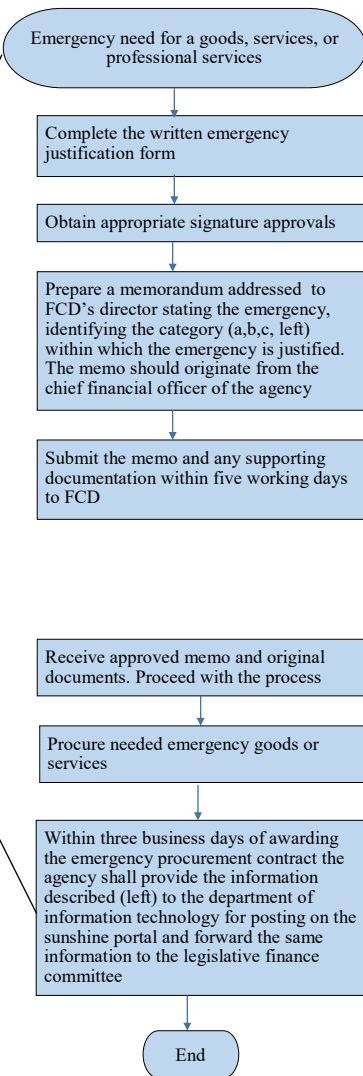 Emergency need for a goods, services, or
professional services
Complete the written emergency
justification form
Obtain appropriate signature approvals
Prepare a memorandum addressed to
FCD's director stating the emergency,
identifying the category (a,b,c, left)
within which the emergency is justified.
The memo should originate from the
chief financial officer of the agency
Submit the memo and any supporting
documentation within five working days
to FCD
Receive approved memo and original
documents. Proceed with the process
Procure needed emergency goods or
services
Within three business days of awarding
the emergency procurement contract the
agency shall provide the information
described (left) to the department of
information technology for posting on the
sunshine portal and forward the same
information to the legislative finance
committee
End